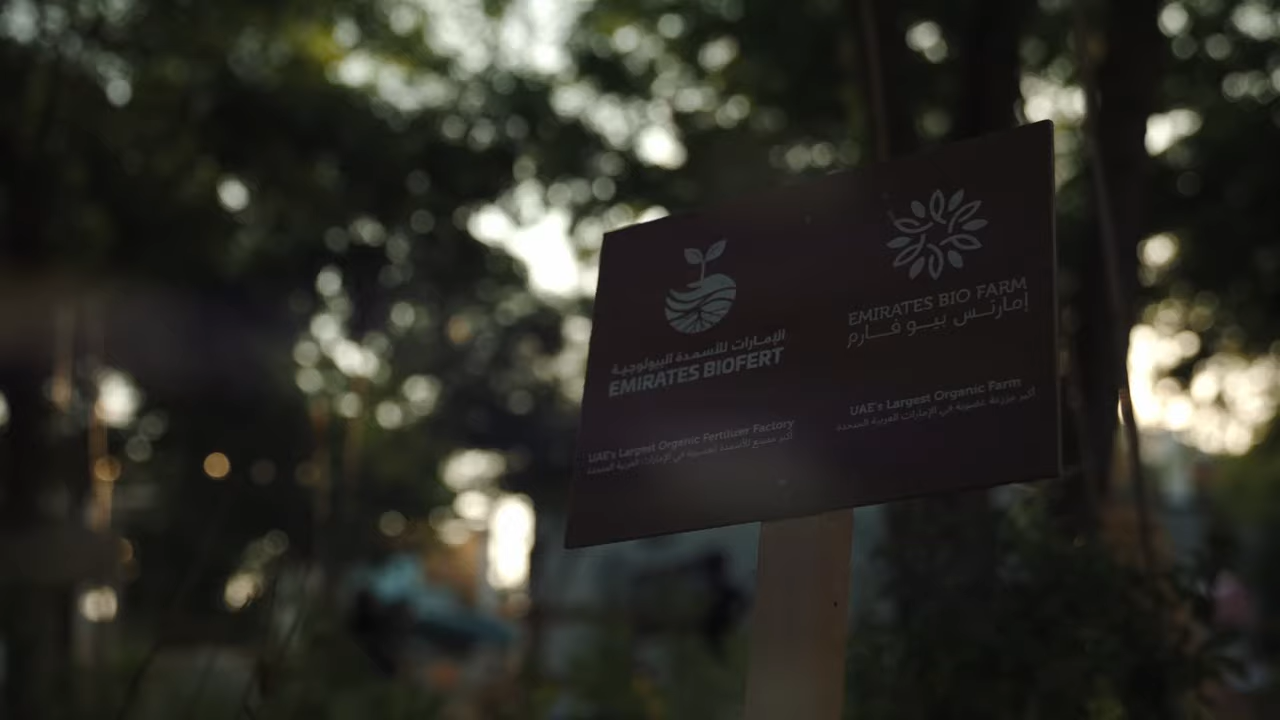 الإمارات للأسمدة البيولوجية
EMIRATES BIOFERT
UAE's Largest Organic Fertilizer Factory
أكبر مصنع للأسمدة العضوية في الإمارات العربية المتحدة
EMIRATES BIO FARM
إمارتس بيو فارم
UAE's Largest Organic Farm
أكبر مزرعة عضوية في الإمارات العربية المتحدة